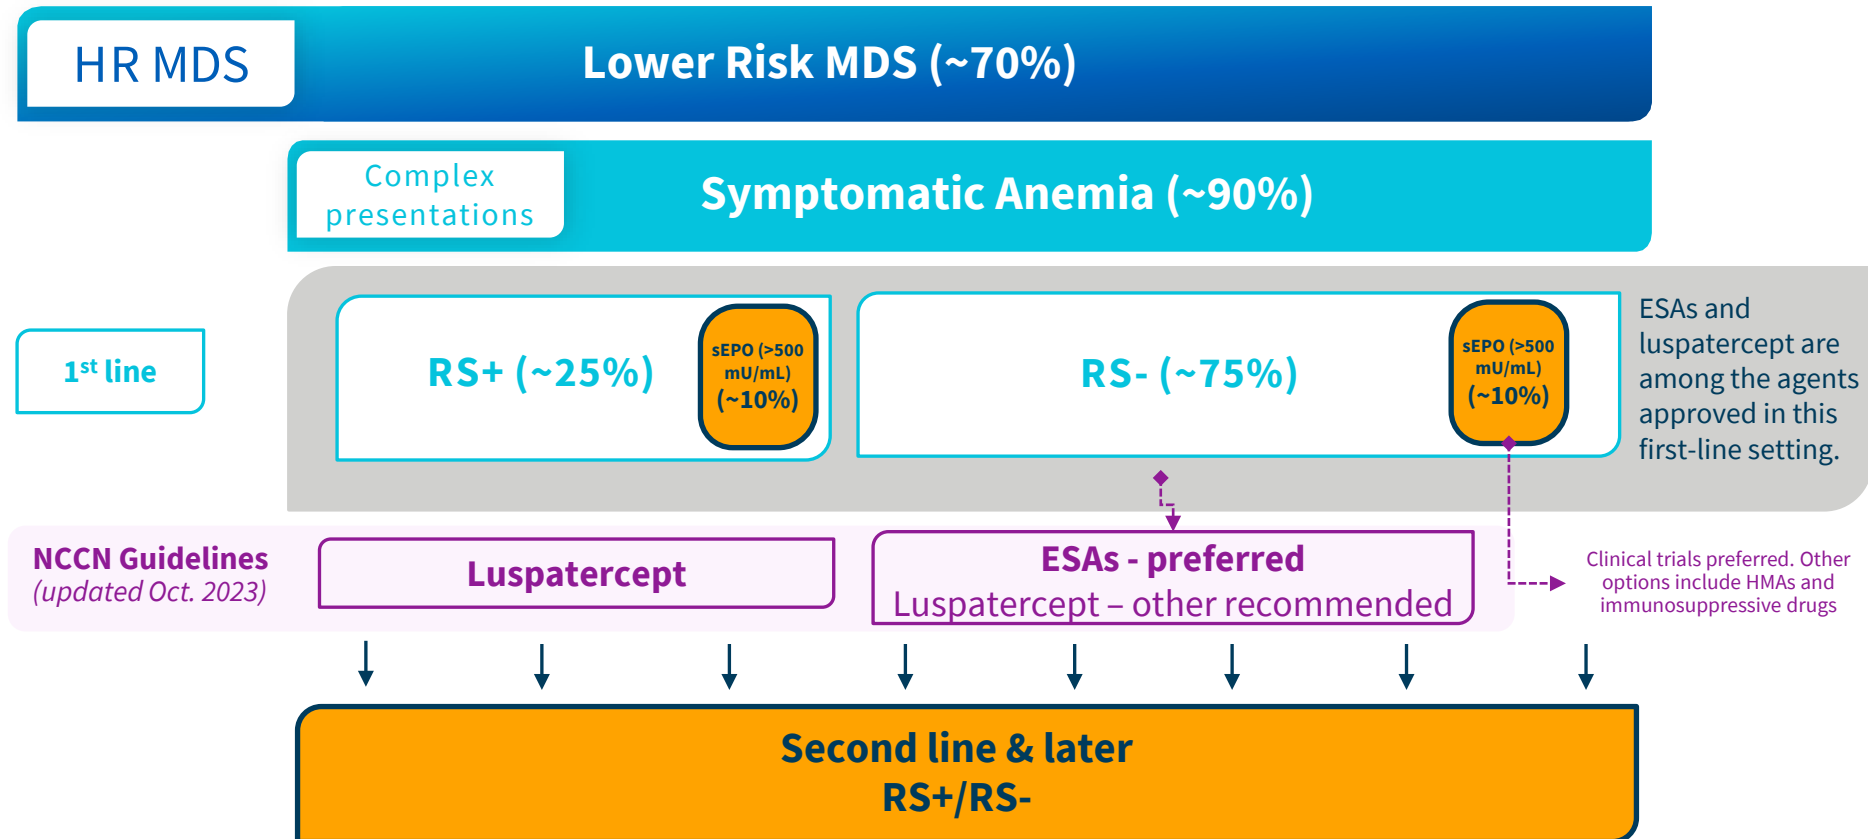 HR MDS
Lower Risk MDS (~70%)
Complex
presentations
Symptomatic Anemia (~90%)
1st line
RS+ (~25%)
sEPO (>500
mU/mL)
(~10%)
RS- (~75%)
sEPO (>500
mU/mL)
(~10%)
ESAs and
luspatercept are
among the agents
approved in this
first-line setting.
NCCN Guidelines
(updated Oct. 2023)
Luspatercept
ESAs - preferred
Luspatercept – other recommended
Clinical trials preferred. Other
options include HMAs and
immunosuppressive drugs
Second line & later
RS+/RS-